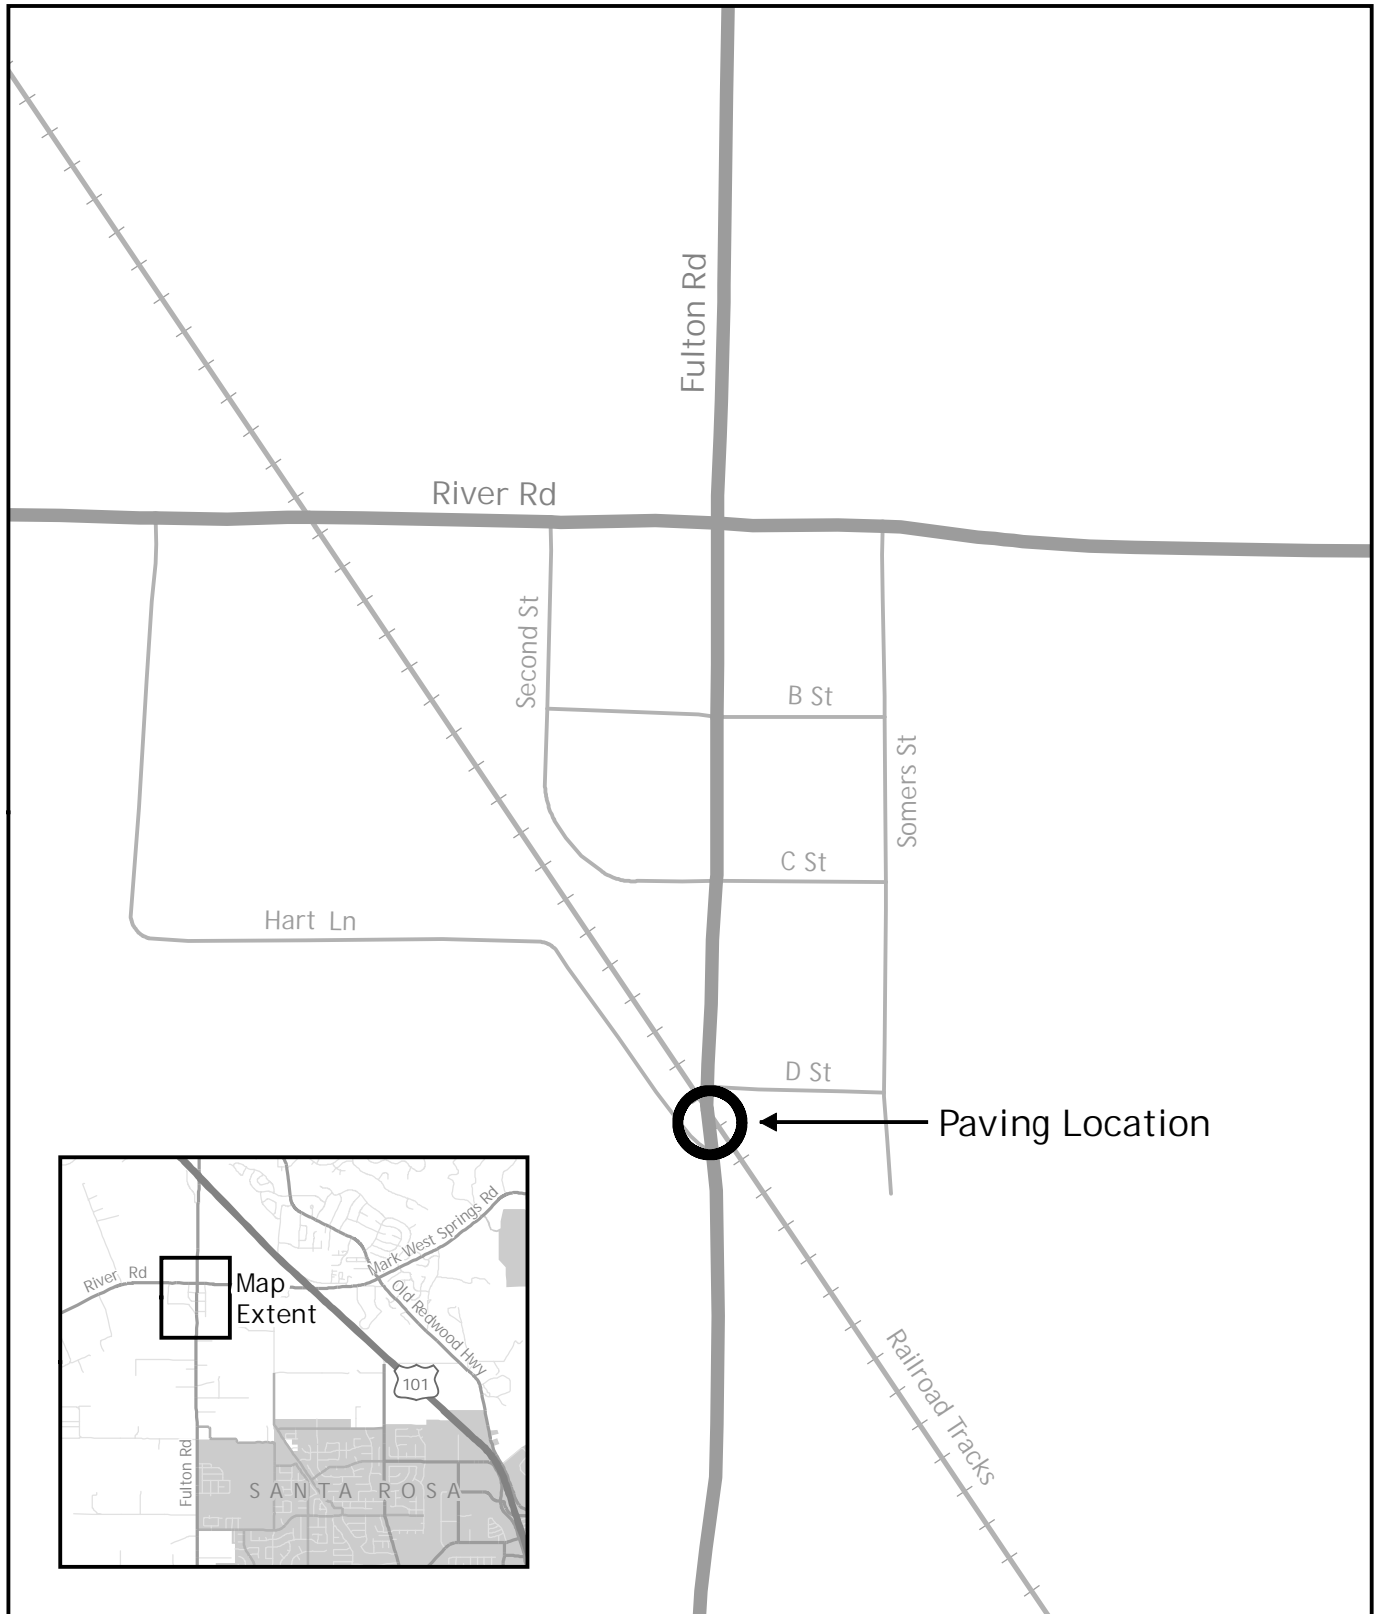 Fulton Rd
River Rd
Second St
B St
Somers St
C St
Hart Ln
D St
Paving Location
Railroad Tracks
River Rd
Map
Extent
Mark West Springs Rd
Old Redwood Hwy
101
Fulton Rd
SANTA ROSA